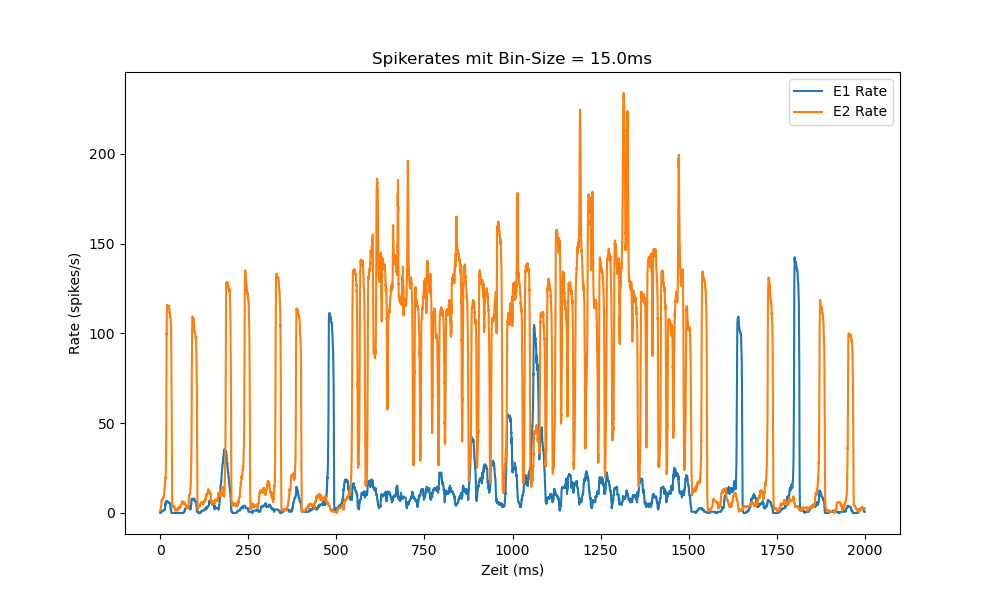 Spikerates mit Bin-Size = 15.0ms
E1 Rate
E2 Rate
Rate (spikes/s)
200
150
100
50
0
0 250 500 750 1000 1250 1500 1750 2000
Zeit (ms)